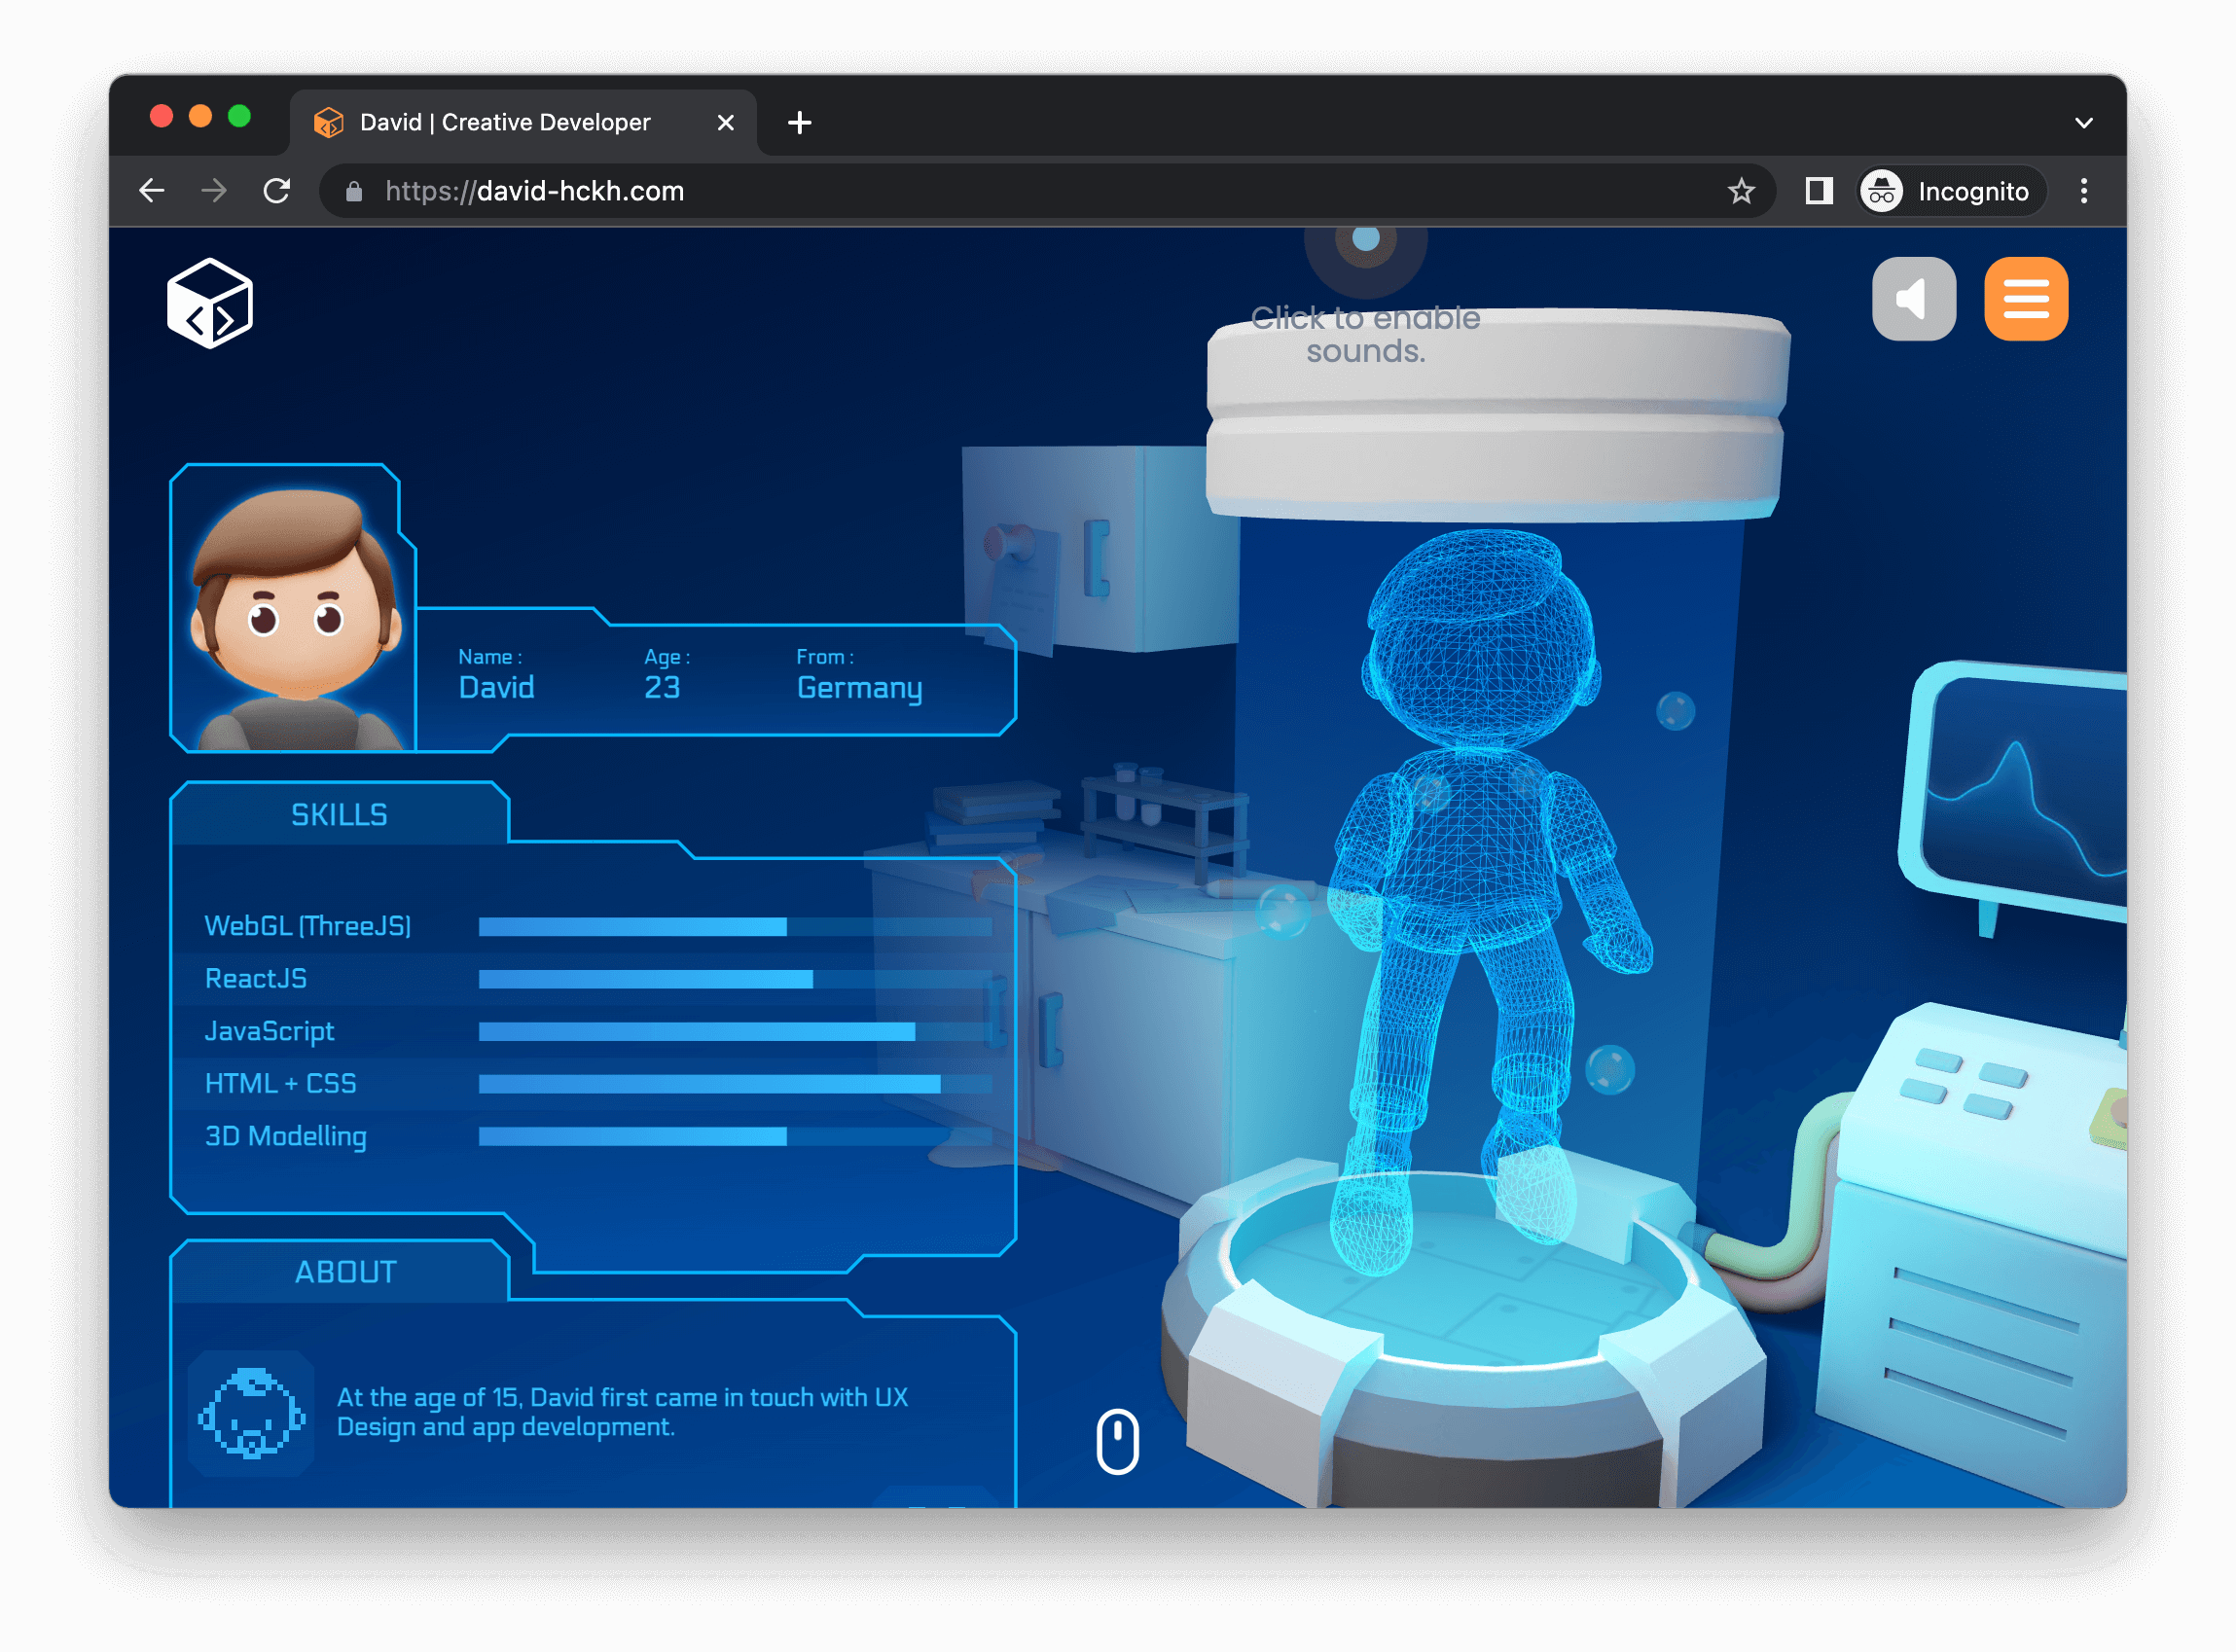 David | Creative Developer
https://david-hckh.com
Incognito
Click to enable
sounds.
Name :
David
Age :
23
From :
Germany
SKILLS
WebGL (ThreeJS)
ReactJS
JavaScript
HTML + CSS
3D Modelling
ABOUT
At the age of 15, David first came in touch with UX
Design and app development.